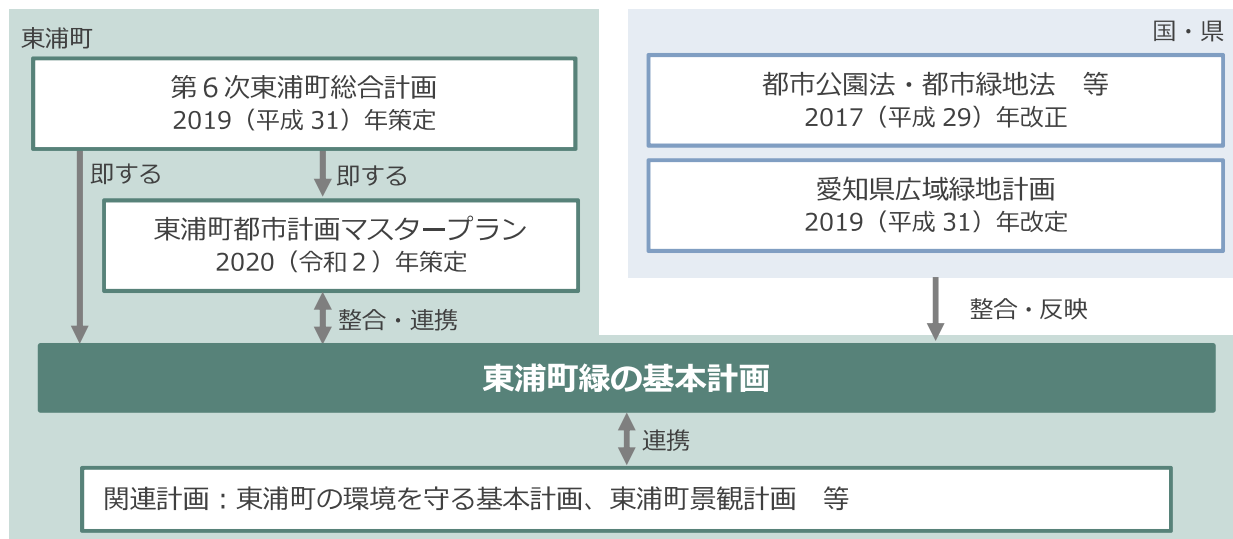 東浦町
第６次東浦町総合計画
2019（平成 31）年策定
即する
即する
東浦町都市計画マスタープラン
2020（令和２）年策定
整合・連携
国・県
都市公園法・都市緑地法　等
2017（平成 29）年改正
愛知県広域緑地計画
2019（平成 31）年改定
整合・反映
東浦町緑の基本計画
連携
関連計画：東浦町の環境を守る基本計画、東浦町景観計画　等